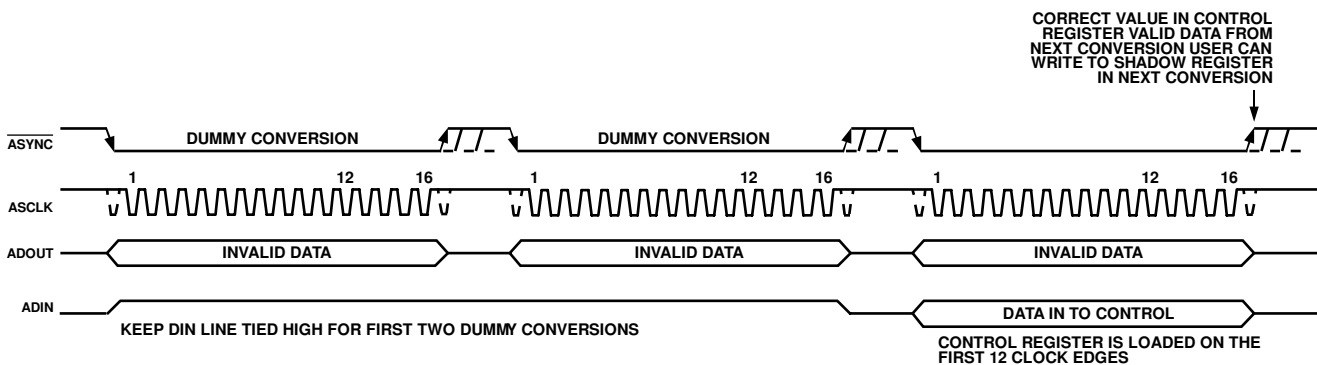 CORRECT VALUE IN CONTROL
REGISTER VALID DATA FROM
NEXT CONVERSION USER CAN
WRITE TO SHADOW REGISTER
IN NEXT CONVERSION
ASYNC DUMMY CONVERSION DUMMY CONVERSION
1 12 16 1 12 16 1 12 16
ASCLK
ADOUT INVALID DATA INVALID DATA INVALID DATA
ADIN DATA IN TO CONTROL
KEEP DIN LINE TIED HIGH FOR FIRST TWO DUMMY CONVERSIONS
CONTROL REGISTER IS LOADED ON THE
FIRST 12 CLOCK EDGES